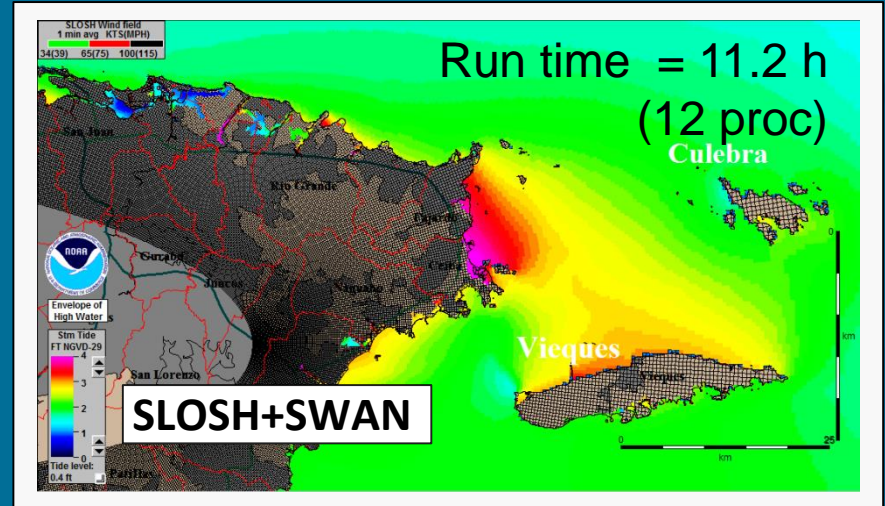 SLOSH Wind field
1 min avg KTS(MPH)
34(39) 65(75) 100(115)
Run time = 11.2 h
(12 proc)
Culebra
San Juan
Rio Grande
Fajardo
Ceiba
Gurabo
Juncos
Naguabo
NOAA
Envelope of
High Water
Stm Tide
FT NGVD-29
4
3
2
1
0
Tide level:
0.4 ft
San Lorenzo
Patillas
SLOSH+SWAN
Vieques
Vieques
0
km
25
0
km